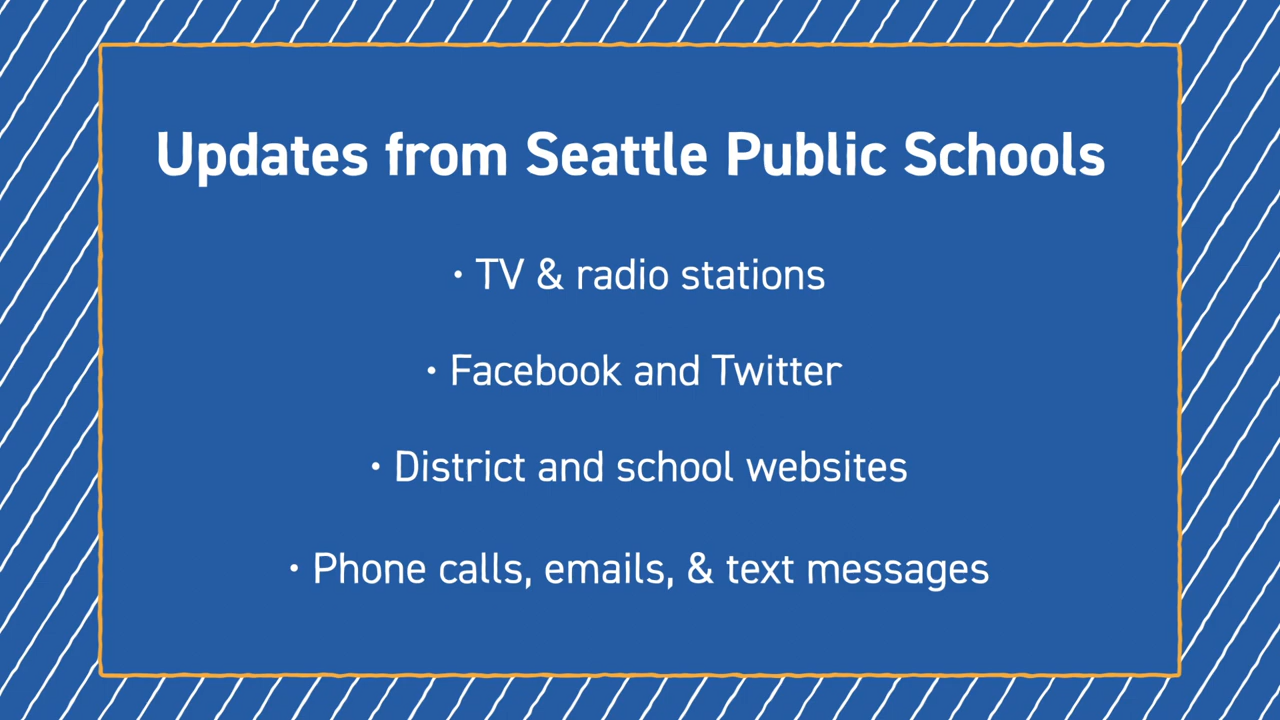 Updates from Seattle Public Schools
• TV & radio stations
• Facebook and Twitter
• District and school websites
• Phone calls, emails, & text messages